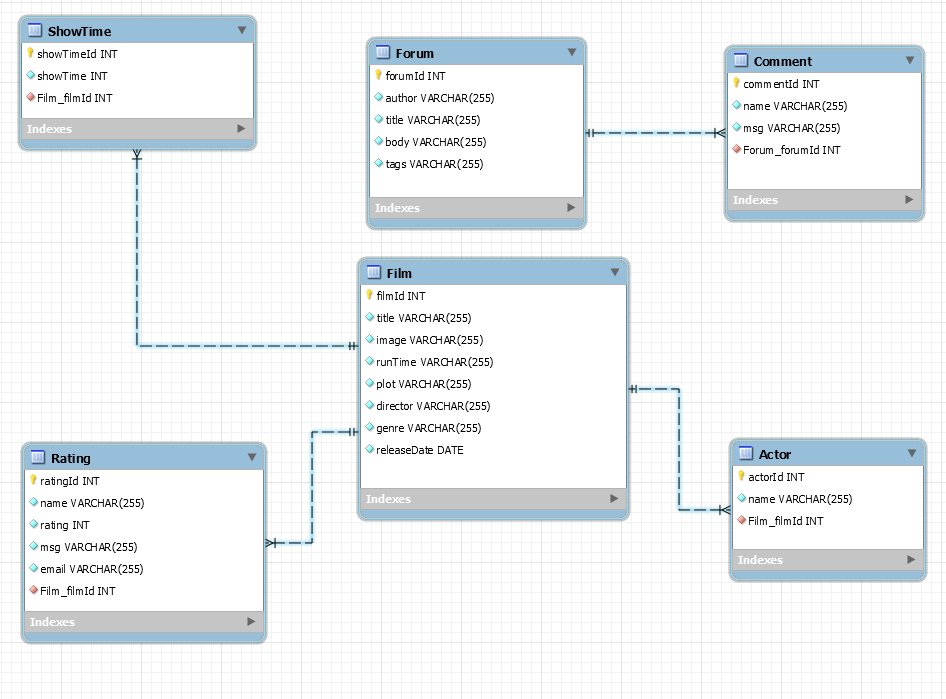 ShowTime
showTimeId INT
showTime INT
Film_filmId INT
Indexes
Forum
forumId INT
author VARCHAR(255)
title VARCHAR(255)
body VARCHAR(255)
tags VARCHAR(255)
Indexes
Comment
commentId INT
name VARCHAR(255)
msg VARCHAR(255)
Forum_forumId INT
Indexes
Film
filmId INT
title VARCHAR(255)
image VARCHAR(255)
runTime VARCHAR(255)
plot VARCHAR(255)
director VARCHAR(255)
genre VARCHAR(255)
releaseDate DATE
Indexes
Rating
ratingId INT
name VARCHAR(255)
rating INT
msg VARCHAR(255)
email VARCHAR(255)
Film_filmId INT
Indexes
Actor
actorId INT
name VARCHAR(255)
Film_filmId INT
Indexes